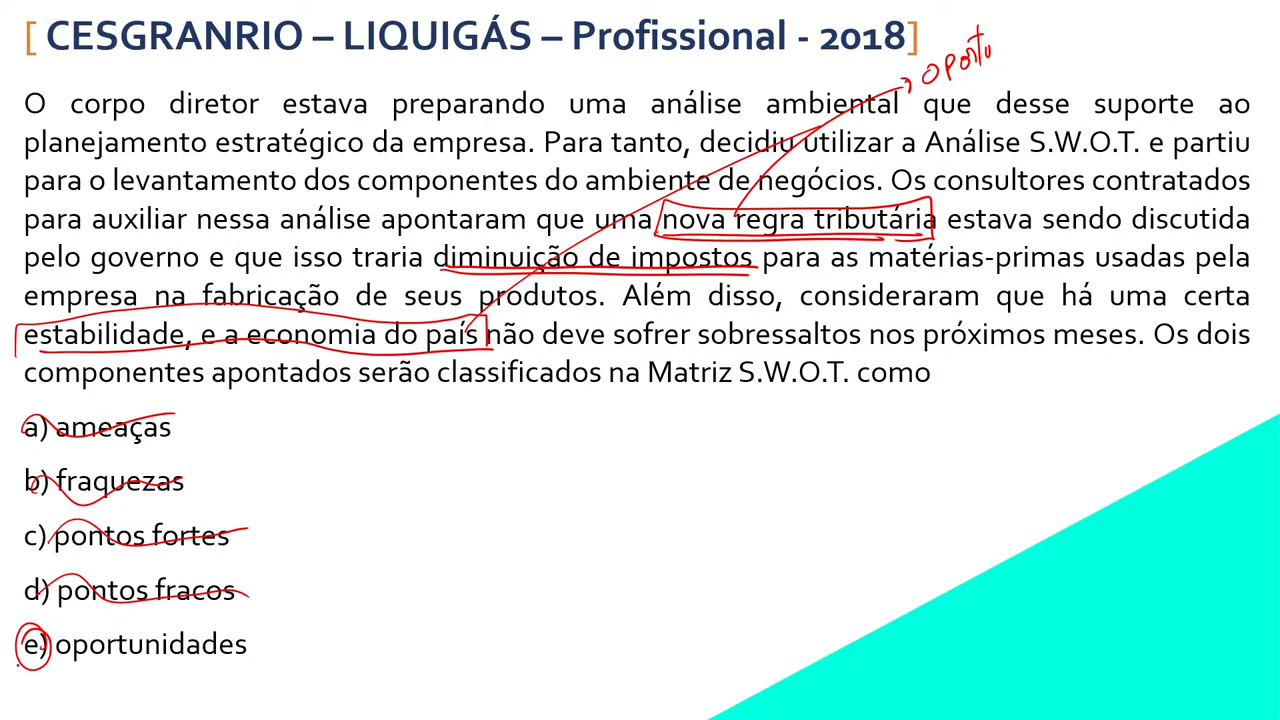 [ CESGRANRIO – LIQUIGÁS – Profissional - 2018]
oportu
O corpo diretor estava preparando uma análise ambiental que desse suporte ao
planejamento estratégico da empresa. Para tanto, decidiu utilizar a Análise S.W.O.T. e partiu
para o levantamento dos componentes do ambiente de negócios. Os consultores contratados
para auxiliar nessa análise apontaram que uma nova regra tributária estava sendo discutida
pelo governo e que isso traria diminuição de impostos para as matérias-primas usadas pela
empresa na fabricação de seus produtos. Além disso, consideraram que há uma certa
estabilidade, e a economia do país não deve sofrer sobressaltos nos próximos meses. Os dois
componentes apontados serão classificados na Matriz S.W.O.T. como
a) ameaças
b) fraquezas
c) pontos fortes
d) pontos fracos
e) oportunidades